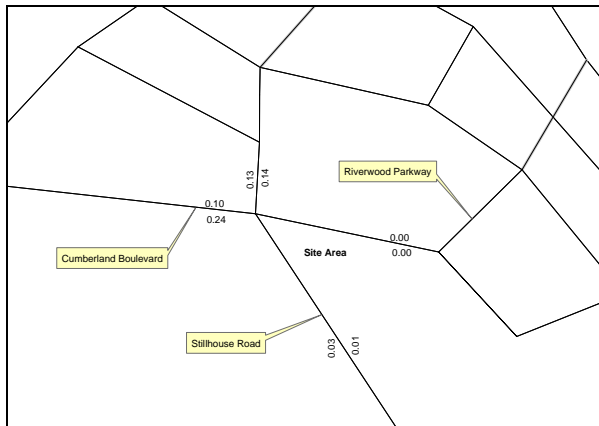 Riverwood Parkway
0.13
0.14
0.10
0.24
0.00
0.00
Site Area
Cumberland Boulevard
Stillhouse Road
0.03
0.01